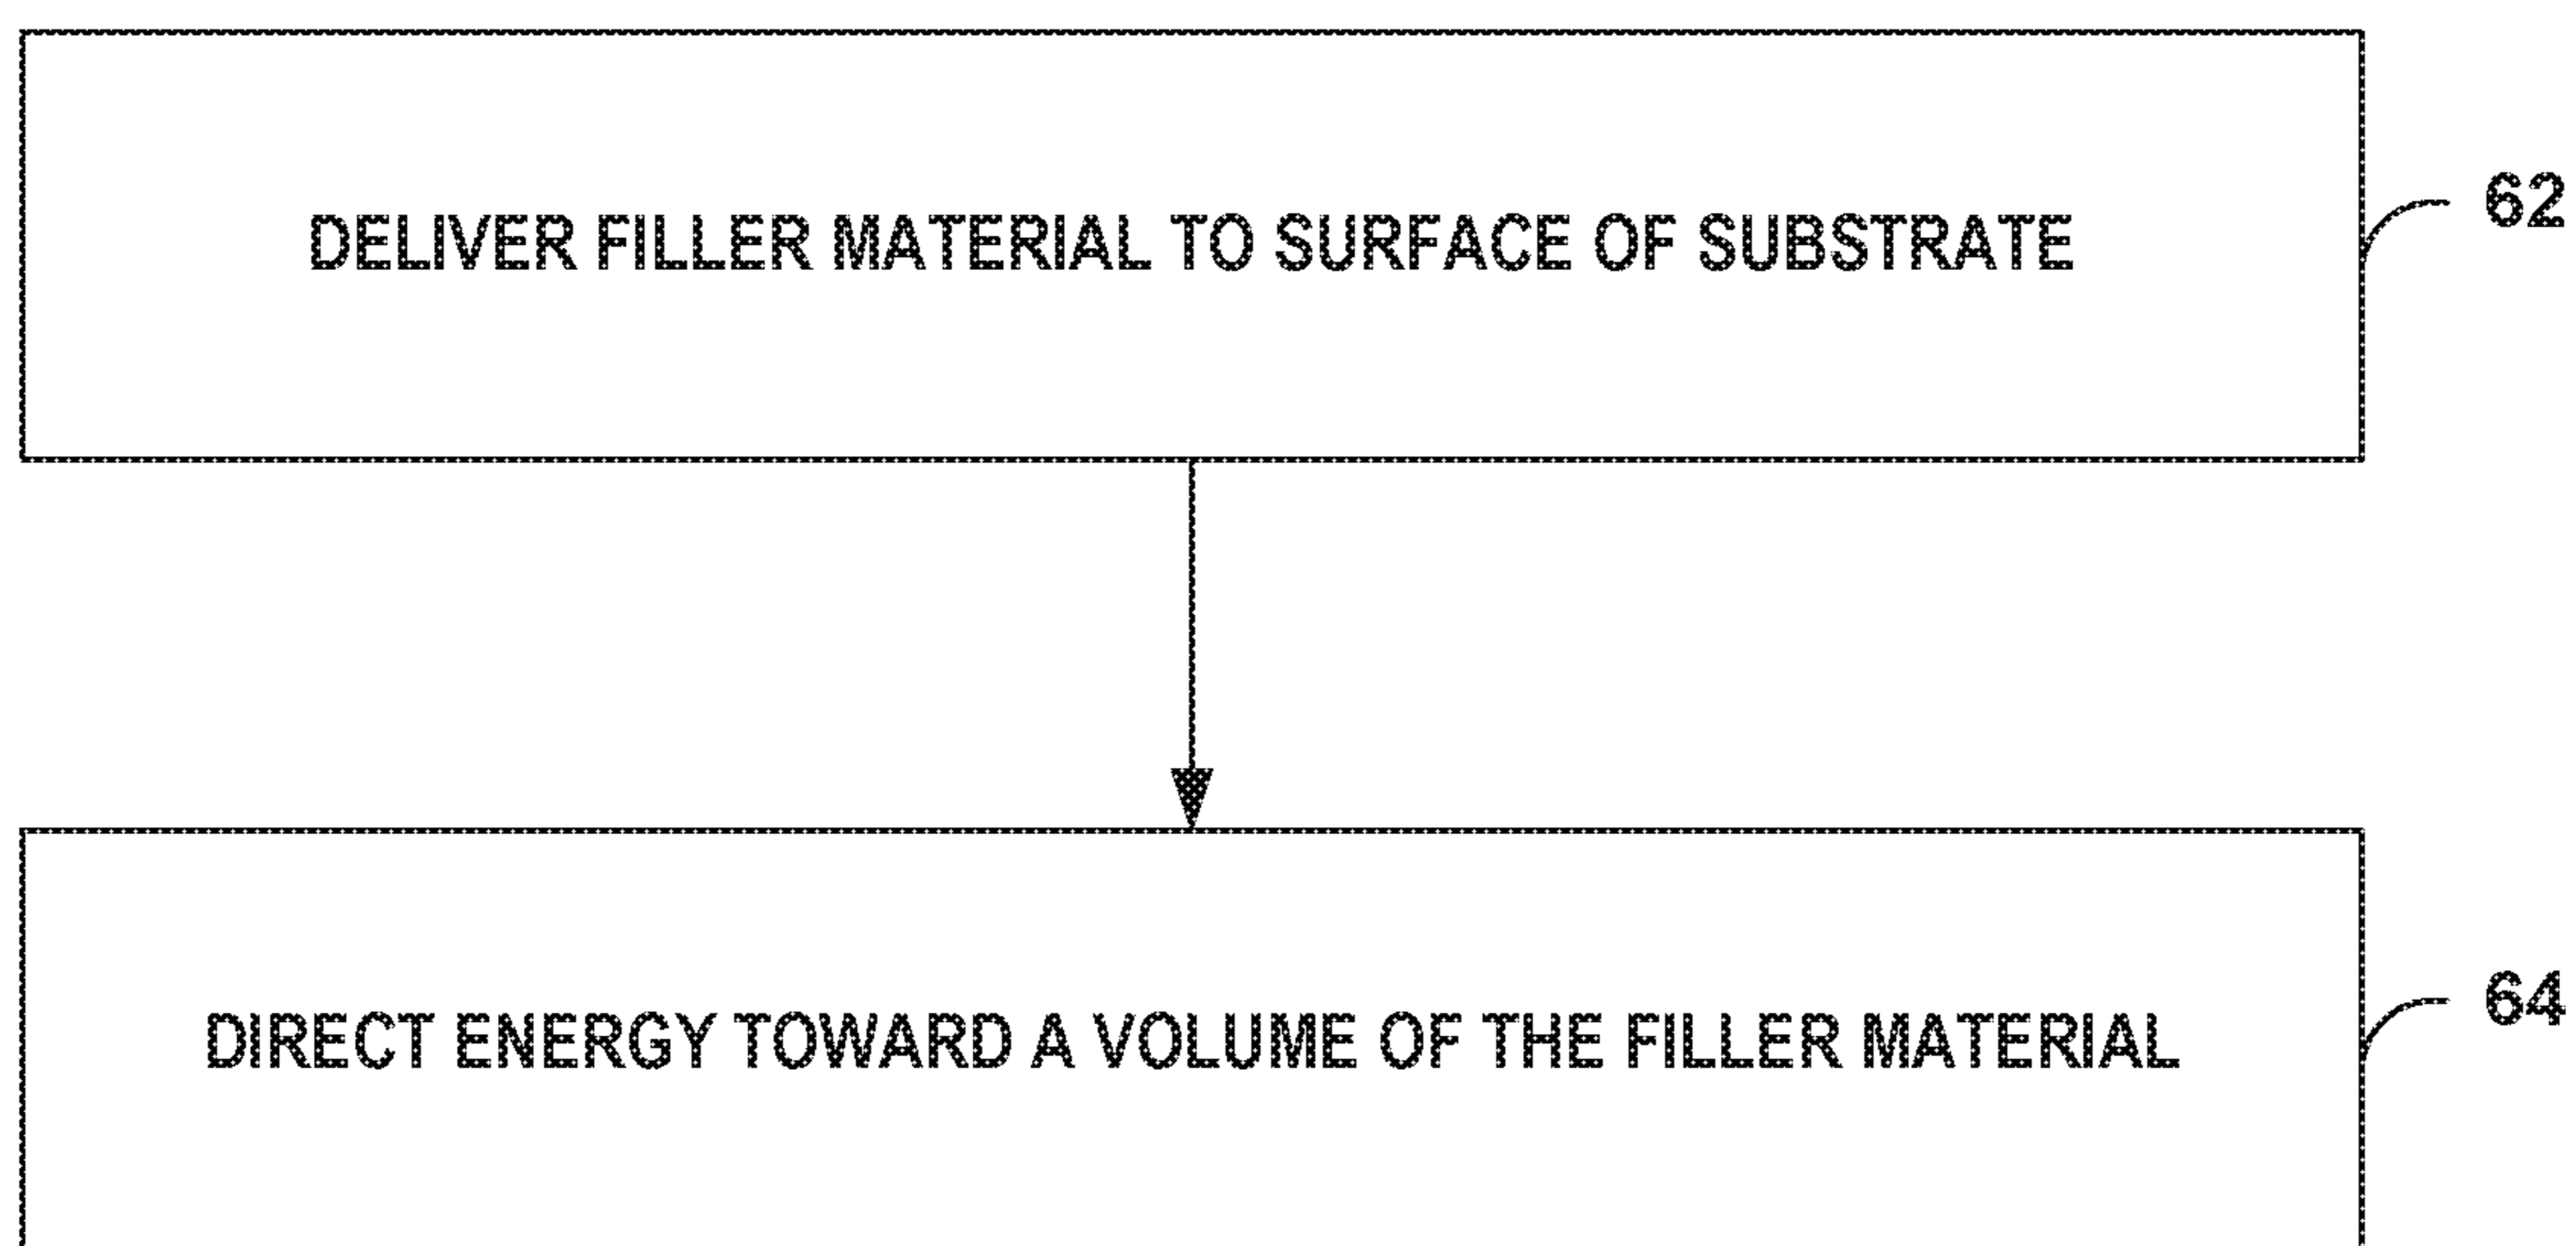 DELIVER FILLER MATERIAL TO SURFACE OF SUBSTRATE
62
DIRECT ENERGY TOWARD A VOLUME OF THE FILLER MATERIAL
64